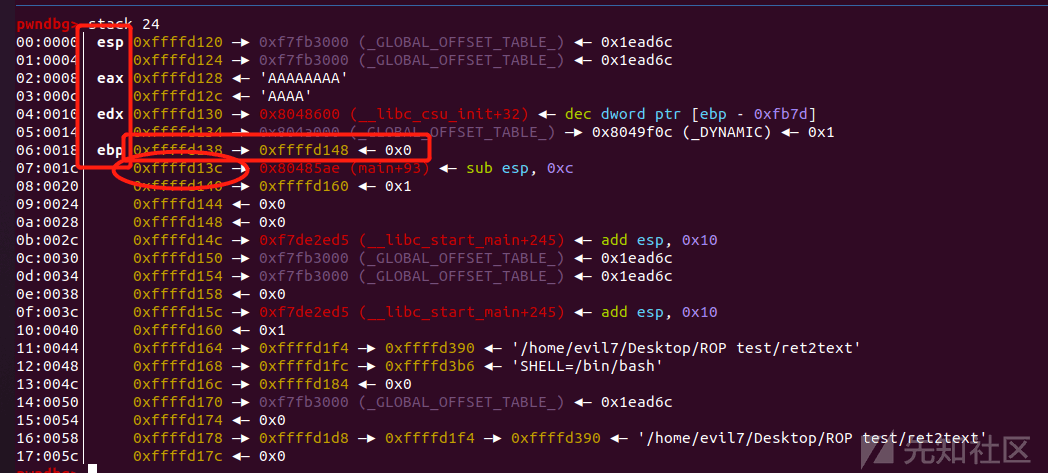 pwndbg> stack 24
00:0000│ esp 0xffffd120 —▸ 0xf7fb3000 (_GLOBAL_OFFSET_TABLE_) ◂— 0x1ead6c
01:0004│ 0xffffd124 —▸ 0xf7fb3000 (_GLOBAL_OFFSET_TABLE_) ◂— 0x1ead6c
02:0008│ eax 0xffffd128 ◂— 'AAAAAAAA'
03:000c│ 0xffffd12c ◂— 'AAAA'
04:0010│ edx 0xffffd130 —▸ 0x8048600 (__libc_csu_init+32) ◂— dec dword ptr [ebp - 0xfb7d]
05:0014│ 0xffffd134 —▸ 0x804a000 (_GLOBAL_OFFSET_TABLE_) —▸ 0x8049f0c (_DYNAMIC) ◂— 0x1
06:0018│ ebp 0xffffd138 —▸ 0xffffd148 ◂— 0x0
07:001c│ 0xffffd13c —▸ 0x80485ae (main+93) ◂— sub esp, 0xc
08:0020│ 0xffffd140 —▸ 0xffffd160 ◂— 0x1
09:0024│ 0xffffd144 ◂— 0x0
0a:0028│ 0xffffd148 ◂— 0x0
0b:002c│ 0xffffd14c —▸ 0xf7de2ed5 (__libc_start_main+245) ◂— add esp, 0x10
0c:0030│ 0xffffd150 —▸ 0xf7fb3000 (_GLOBAL_OFFSET_TABLE_) ◂— 0x1ead6c
0d:0034│ 0xffffd154 —▸ 0xf7fb3000 (_GLOBAL_OFFSET_TABLE_) ◂— 0x1ead6c
0e:0038│ 0xffffd158 ◂— 0x0
0f:003c│ 0xffffd15c —▸ 0xf7de2ed5 (__libc_start_main+245) ◂— add esp, 0x10
10:0040│ 0xffffd160 ◂— 0x1
11:0044│ 0xffffd164 —▸ 0xffffd1f4 —▸ 0xffffd390 ◂— '/home/evil7/Desktop/ROP test/ret2text'
12:0048│ 0xffffd168 —▸ 0xffffd1fc —▸ 0xffffd3b6 ◂— 'SHELL=/bin/bash'
13:004c│ 0xffffd16c —▸ 0xffffd184 ◂— 0x0
14:0050│ 0xffffd170 —▸ 0xf7fb3000 (_GLOBAL_OFFSET_TABLE_) ◂— 0x1ead6c
15:0054│ 0xffffd174 ◂— 0x0
16:0058│ 0xffffd178 —▸ 0xffffd1d8 —▸ 0xffffd1f4 —▸ 0xffffd390 ◂— '/home/evil7/Desktop/ROP test/ret2text'
17:005c│ 0xffffd17c ◂— 0x0
pwndbg>
先知社区